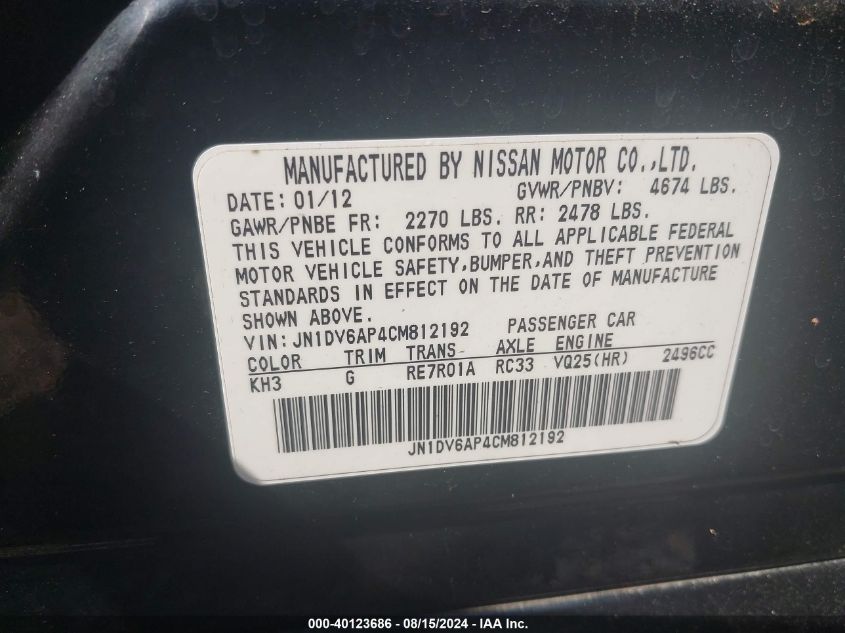 MANUFACTURED BY NISSAN MOTOR CO.,LTD.
DATE: 01/12 GVWR/PNBV: 4674 LBS.
GAWR/PNBE FR: 2270 LBS. RR: 2478 LBS.
THIS VEHICLE CONFORMS TO ALL APPLICABLE FEDERAL
MOTOR VEHICLE SAFETY,BUMPER,AND THEFT PREVENTION
STANDARDS IN EFFECT ON THE DATE OF MANUFACTURE
SHOWN ABOVE.
VIN: JN1DV6AP4CM812192 PASSENGER CAR
COLOR TRIM TRANS AXLE ENGINE
KH3 G RE7R01A RC33 VQ25(HR) 2496CC
JN1DV6AP4CM812192
000-40123686 - 08/15/2024 - IAA Inc.